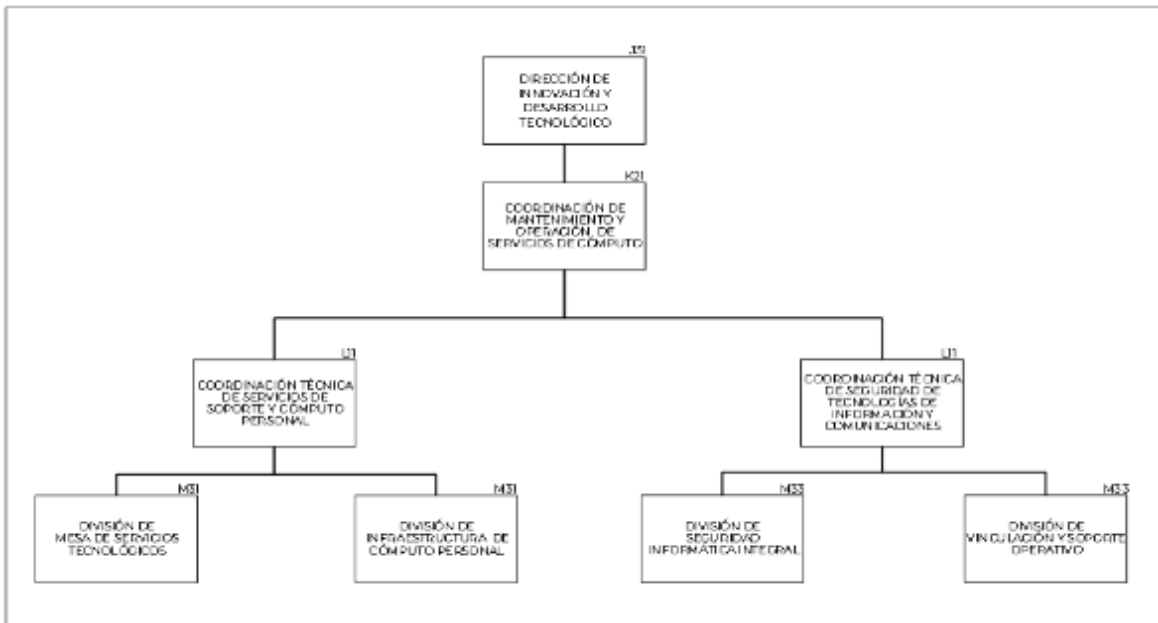 J31
DIRECCIÓN DE
INNOVACIÓN Y
DESARROLLO
TECNOLÓGICO
K21
COORDINACIÓN DE
MANTENIMIENTO Y
OPERACIÓN, DE
SERVICIOS DE CÓMPUTO
L11
COORDINACIÓN TÉCNICA
DE SERVICIOS DE
SOPORTE Y CÓMPUTO
PERSONAL
L11
COORDINACIÓN TÉCNICA
DE SEGURIDAD DE
TECNOLOGÍAS DE
INFORMACIÓN Y
COMUNICACIONES
M31
DIVISIÓN DE
MESA DE SERVICIOS
TECNOLÓGICOS
M31
DIVISIÓN DE
INFRAESTRUCTURA DE
CÓMPUTO PERSONAL
M33
DIVISIÓN DE
SEGURIDAD
INFORMÁTICA INTEGRAL
M33
DIVISIÓN DE
VINCULACIÓN Y SOPORTE
OPERATIVO